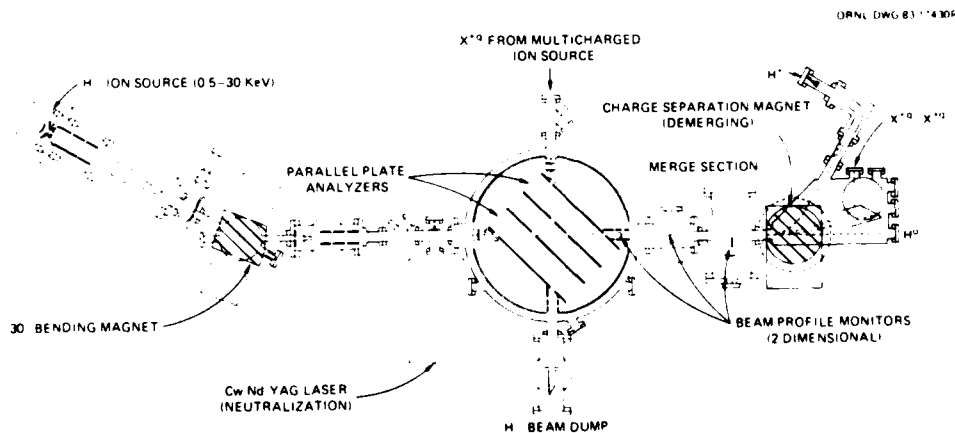 ORNL DWG 83
X⁺q FROM MULTICHARGED
ION SOURCE
H ION SOURCE (0.5-30 KeV)
H⁺
CHARGE SEPARATION MAGNET
(DEMERGING)
X⁺q X⁺q
MERGE SECTION
PARALLEL PLATE
ANALYZERS
H⁰
30 BENDING MAGNET
BEAM PROFILE MONITORS
(2 DIMENSIONAL)
Cw Nd YAG LASER
(NEUTRALIZATION)
H BEAM DUMP